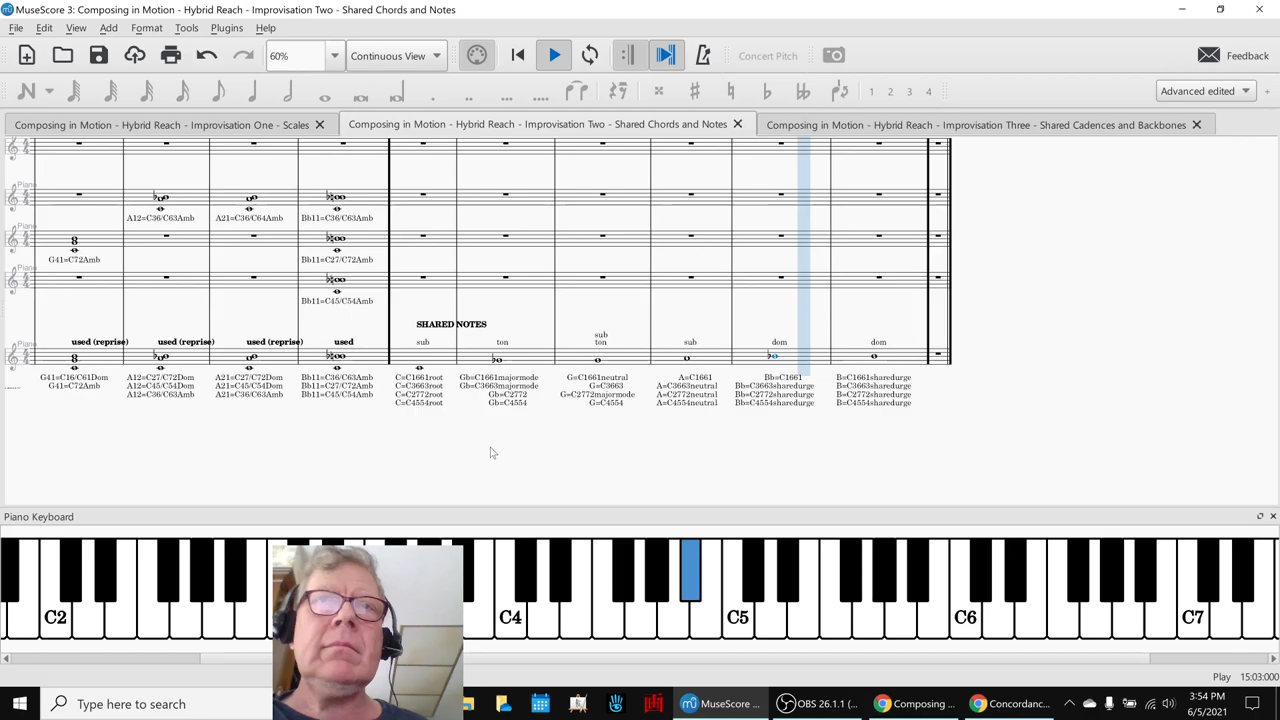 MuseScore 3: Composing in Motion - Hybrid Reach - Improvisation Two - Shared Chords and Notes
File Edit View Add Format Tools Plugins Help
60% Continuous View Concert Pitch Feedback
1 2 3 4 Advanced edited
Composing in Motion - Hybrid Reach - Improvisation One - Scales Composing in Motion - Hybrid Reach - Improvisation Two - Shared Chords and Notes Composing in Motion - Hybrid Reach - Improvisation Three - Shared Cadences and Backbones
Piano
A12=C36/C63Amb A21=C36/C64Amb Bb11=C36/C63Amb
Piano
G41=C72Amb Bb11=C27/C72Amb
Piano
Bb11=C45/C54Amb
SHARED NOTES
sub
used (reprise) used (reprise) used (reprise) used sub ton ton sub dom dom
Piano
G41=C16/C61Do A12=C27/C72Dom A21=C27/C72Dom Bb11=C36/C63Amb C=C1661root Gb=C1661majormode G=C1661neutral A=C1661 Bb=C1661 B=C1661sharedurge
G41=C72Amb A12=C45/C54Dom A21=C45/C54Dom Bb11=C27/C72Amb C=C3663root Gb=C3663majormode G=C3663 A=C3663neutral Bb=C3663sharedurge B=C3663sharedurge
A12=C36/C63Amb A21=C36/C63Amb Bb11=C45/C54Amb C=C2772root Gb=C2772 G=C2772majormode A=C2772neutral Bb=C2772sharedurge B=C2772sharedurge
C=C4554root Gb=C4554 G=C4554 A=C4554neutral Bb=C4554sharedurge B=C4554sharedurge
Piano Keyboard
C2 C4 C5 C6 C7
Play 15:03:000
Type here to search
MuseScore ... OBS 26.1.1 (... Composing ... Concordanc...
3:54 PM
6/5/2021